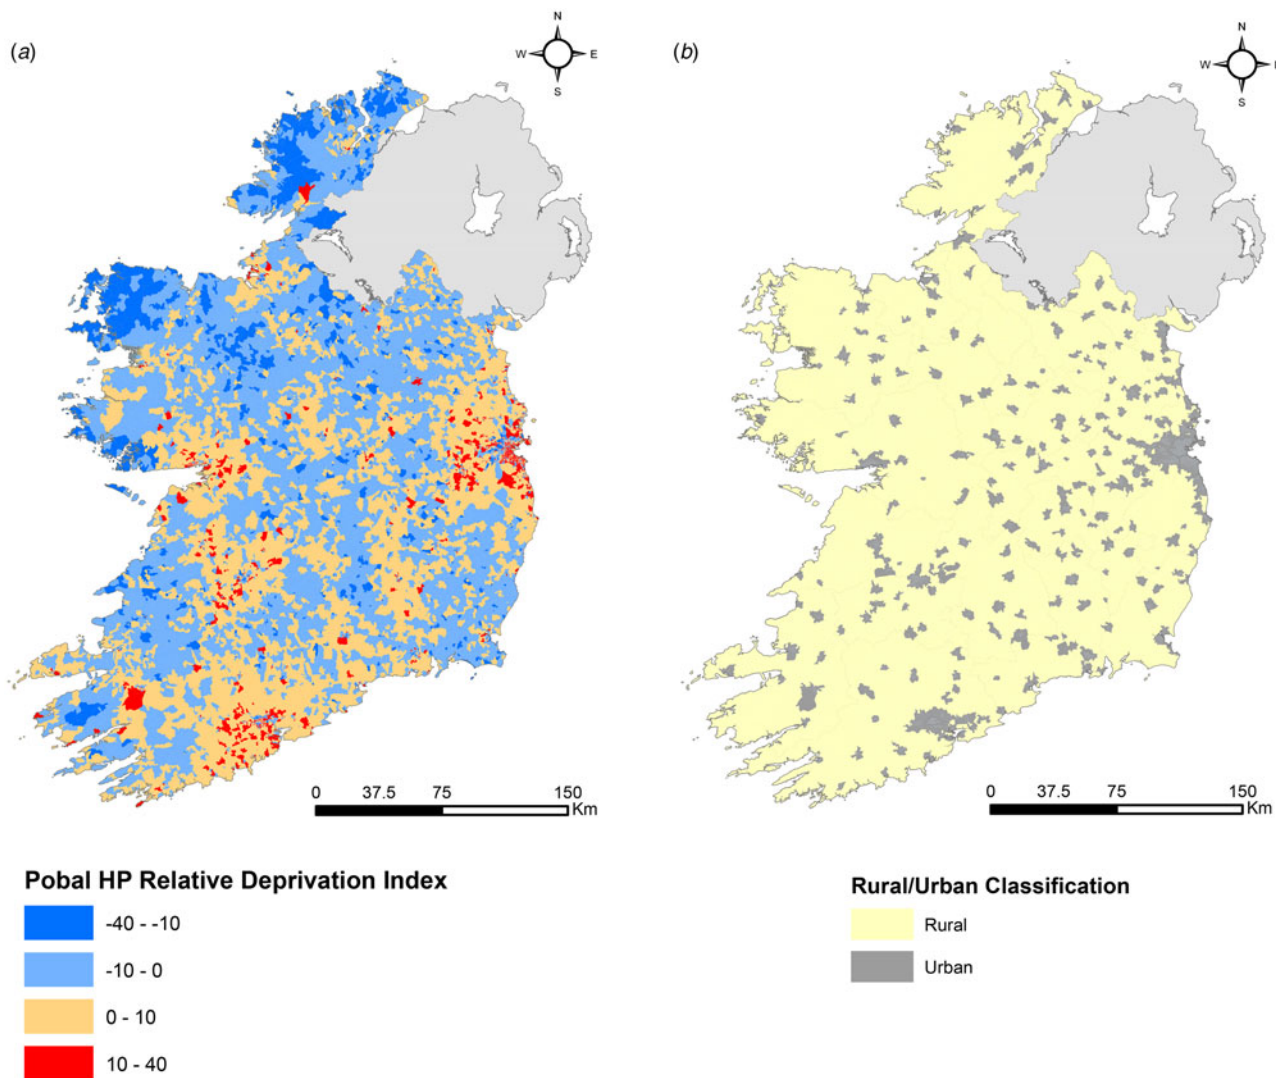 (a)
N
W
E
S
(b)
N
W
S
0
37.5
75
150
Km
0
37.5
75
150
Km
Pobal HP Relative Deprivation Index
-40 - -10
-10 - 0
0 - 10
10 - 40
Rural/Urban Classification
Rural
Urban